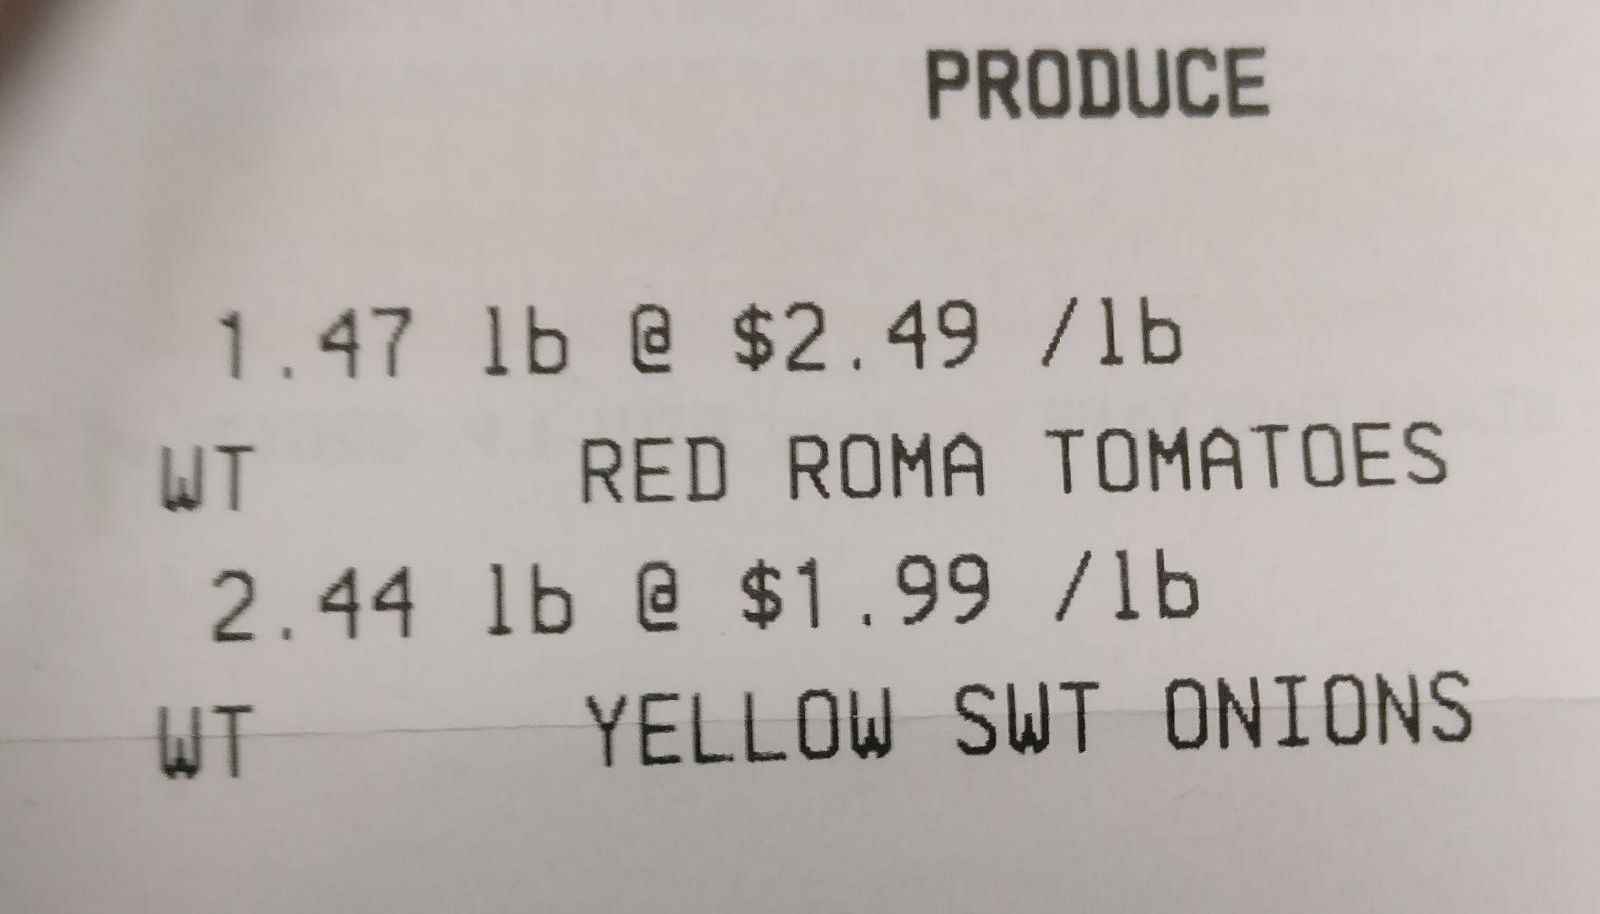 PRODUCE
1.47 lb @ $2.49 /lb
WT RED ROMA TOMATOES
2.44 lb @ $1.99 /lb
WT YELLOW SWT ONIONS